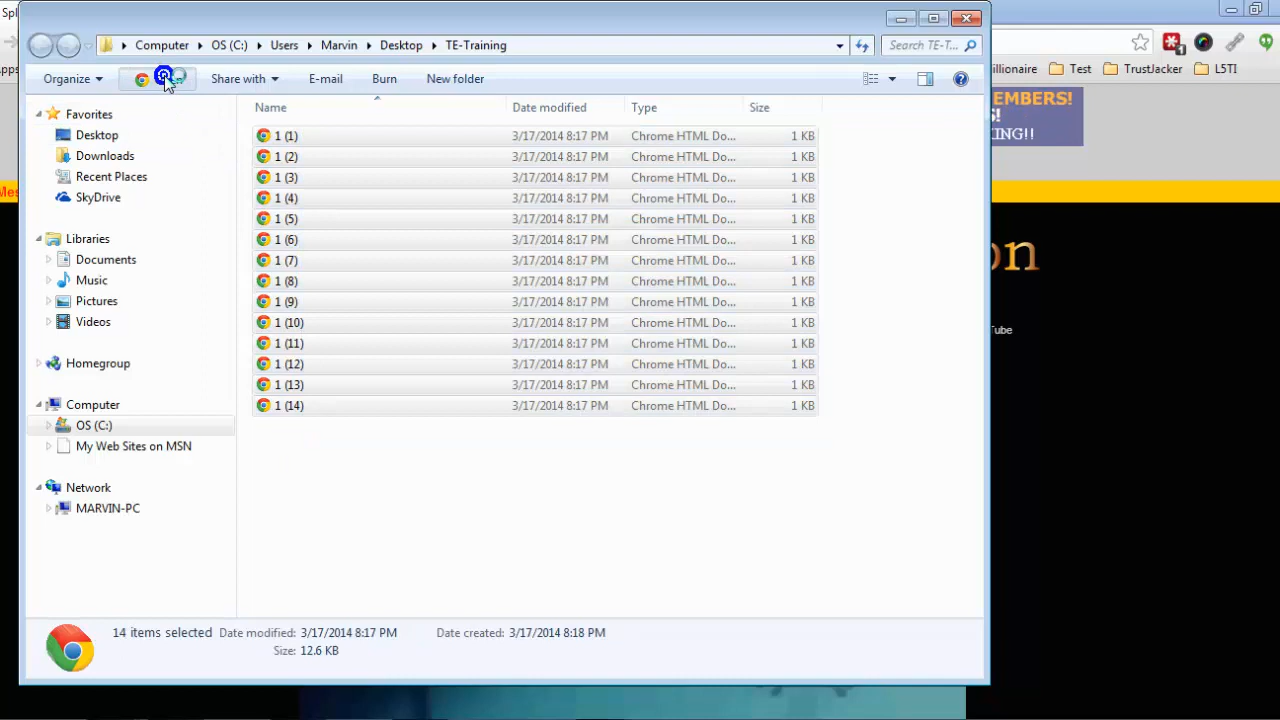 Spl
Computer OS (C:) Users Marvin Desktop TE-Training Search TE-T...
Organize Share with E-mail Burn New folder
apps illionaire Test TrustJacker L5TI
1
EMBERS!
S!
KING!!
Mes
on
Tube
Favorites
Desktop
Downloads
Recent Places
SkyDrive
Libraries
Documents
Music
Pictures
Videos
Homegroup
Computer
OS (C:)
My Web Sites on MSN
Network
MARVIN-PC
Name Date modified Type Size
1 (1) 3/17/2014 8:17 PM Chrome HTML Do... 1 KB
1 (2) 3/17/2014 8:17 PM Chrome HTML Do... 1 KB
1 (3) 3/17/2014 8:17 PM Chrome HTML Do... 1 KB
1 (4) 3/17/2014 8:17 PM Chrome HTML Do... 1 KB
1 (5) 3/17/2014 8:17 PM Chrome HTML Do... 1 KB
1 (6) 3/17/2014 8:17 PM Chrome HTML Do... 1 KB
1 (7) 3/17/2014 8:17 PM Chrome HTML Do... 1 KB
1 (8) 3/17/2014 8:17 PM Chrome HTML Do... 1 KB
1 (9) 3/17/2014 8:17 PM Chrome HTML Do... 1 KB
1 (10) 3/17/2014 8:17 PM Chrome HTML Do... 1 KB
1 (11) 3/17/2014 8:17 PM Chrome HTML Do... 1 KB
1 (12) 3/17/2014 8:17 PM Chrome HTML Do... 1 KB
1 (13) 3/17/2014 8:17 PM Chrome HTML Do... 1 KB
1 (14) 3/17/2014 8:17 PM Chrome HTML Do... 1 KB
14 items selected Date modified: 3/17/2014 8:17 PM Date created: 3/17/2014 8:18 PM
Size: 12.6 KB